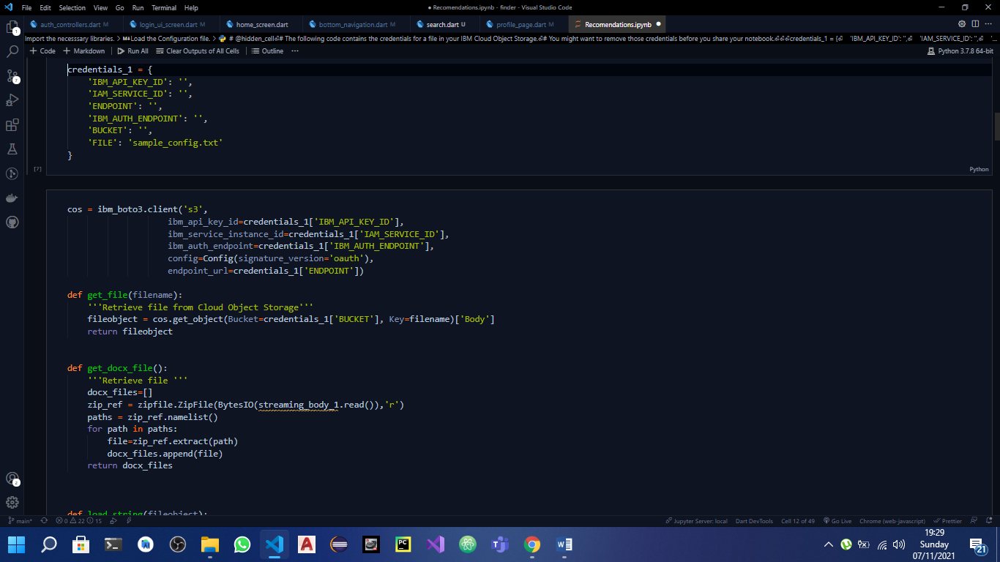 File Edit Selection View Go Run Terminal Help
● Recomendations.ipynb - finder - Visual Studio Code
auth_controllers.dart M
login_ui_screen.dart M
home_screen.dart
bottom_navigation.dart M
search.dart U
profile_page.dart M
Recomendations.ipynb ●
Import the necesssary libraries. > M↓Load the Configuration file. > # @hidden_cell⏎# The following code contains the credentials for a file in your IBM Cloud Object Storage.⏎# You might want to remove those credentials before you share your notebook.⏎⏎⏎credentials_1 = {⏎ 'IBM_API_KEY_ID': '',⏎ 'IAM_SERVICE_ID': '',⏎ '...
+ Code + Markdown Run All Clear Outputs of All Cells Outline ...
Python 3.7.8 64-bit
credentials_1 = {
    'IBM_API_KEY_ID': '',
    'IAM_SERVICE_ID': '',
    'ENDPOINT': '',
    'IBM_AUTH_ENDPOINT': '',
    'BUCKET': '',
    'FILE': 'sample_config.txt'
}
[7]
Python
cos = ibm_boto3.client('s3',
                    ibm_api_key_id=credentials_1['IBM_API_KEY_ID'],
                    ibm_service_instance_id=credentials_1['IAM_SERVICE_ID'],
                    ibm_auth_endpoint=credentials_1['IBM_AUTH_ENDPOINT'],
                    config=Config(signature_version='oauth'),
                    endpoint_url=credentials_1['ENDPOINT'])
def get_file(filename):
    '''Retrieve file from Cloud Object Storage'''
    fileobject = cos.get_object(Bucket=credentials_1['BUCKET'], Key=filename)['Body']
    return fileobject
def get_docx_file():
    '''Retrieve file '''
    docx_files=[]
    zip_ref = zipfile.ZipFile(BytesIO(streaming_body_1.read()),'r')
    paths = zip_ref.namelist()
    for path in paths:
        file=zip_ref.extract(path)
        docx_files.append(file)
    return docx_files
def load_string(fileobject):
1
7
2
main* 0 22 15
Jupyter Server: local Dart DevTools Cell 12 of 49 Go Live Chrome (web-javascript) Prettier
PC
W
19:29
Sunday
07/11/2021
21